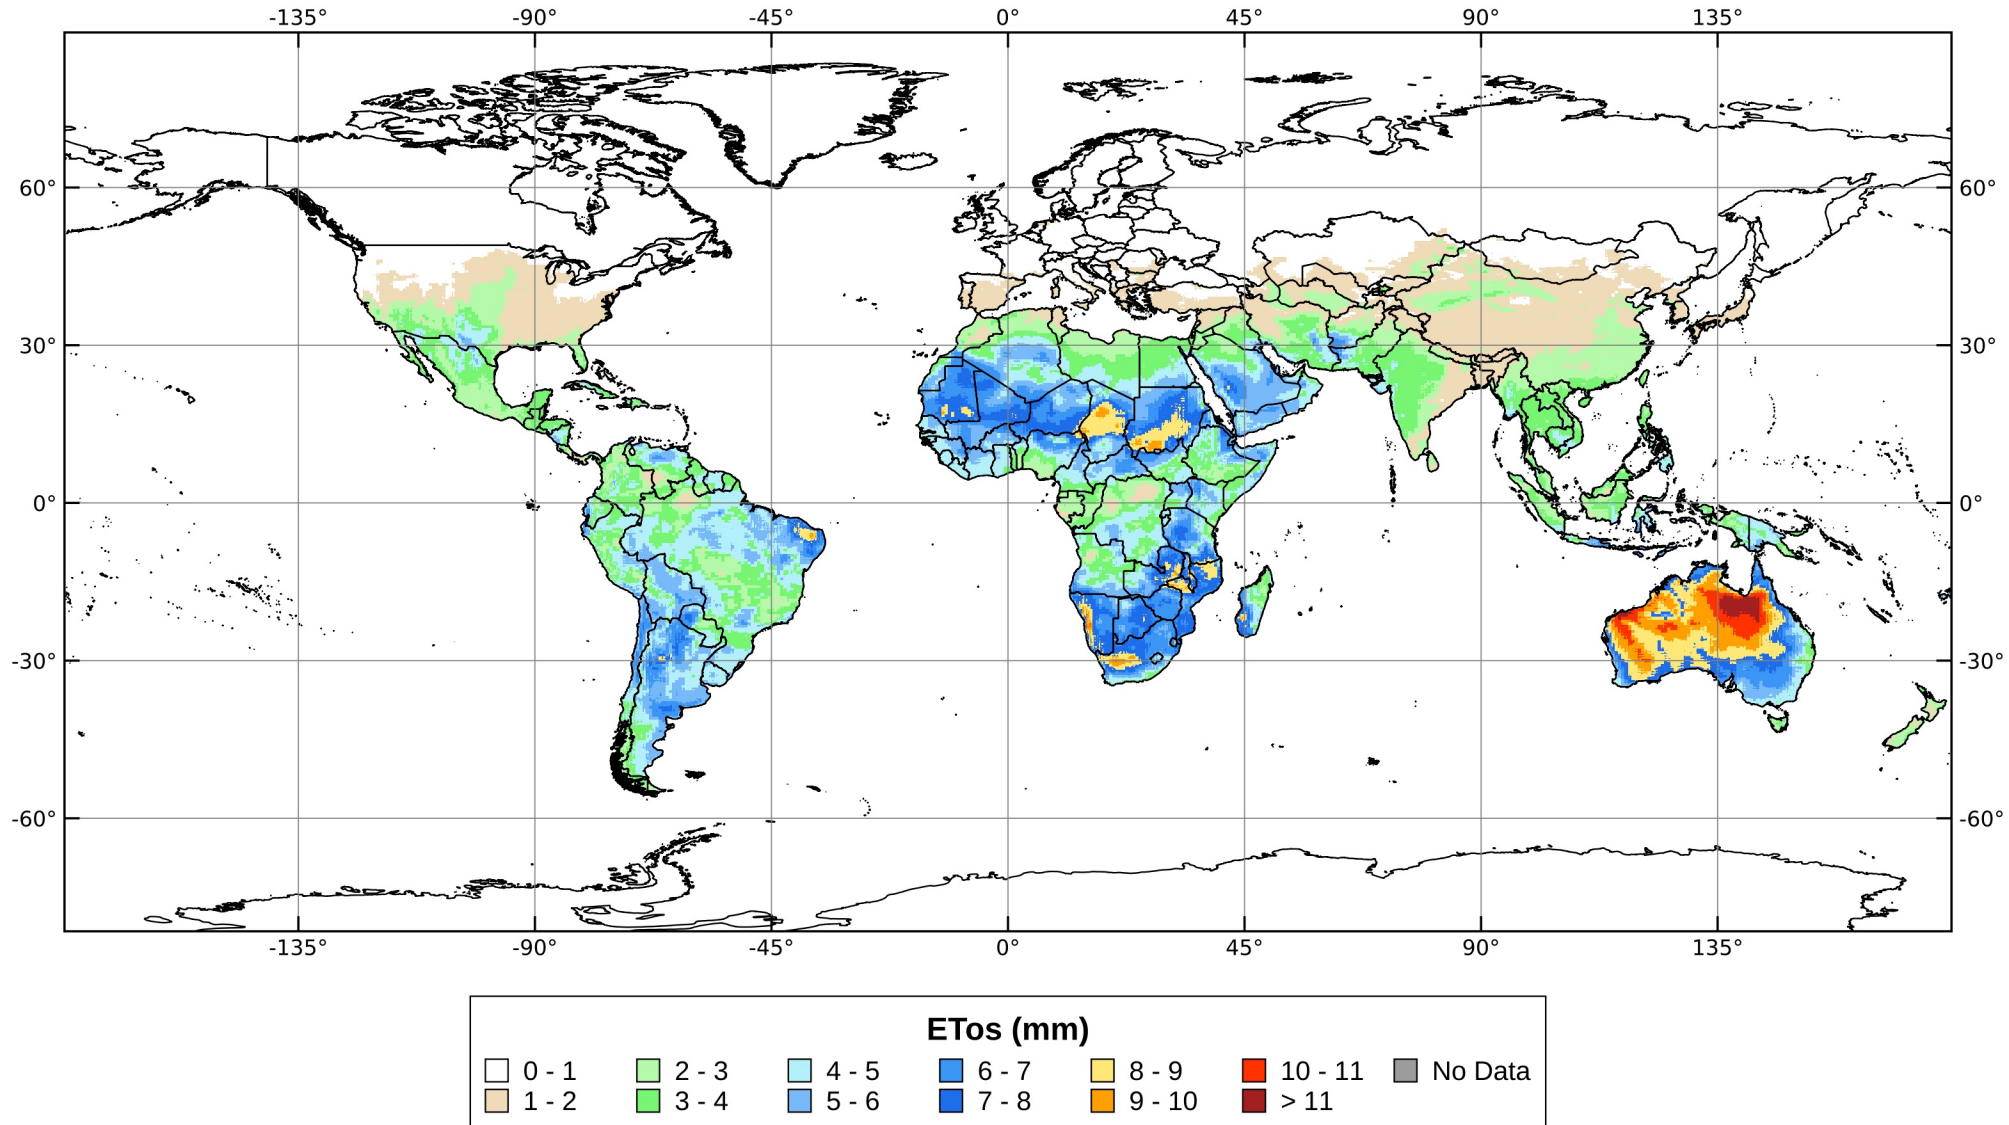 -135° -90° -45° 0° 45° 90° 135°
60° 60°
30° 30°
0° 0°
-30° -30°
-60° -60°
-135° -90° -45° 0° 45° 90° 135°
ETos (mm)
0 - 1 2 - 3 4 - 5 6 - 7 8 - 9 10 - 11 No Data
1 - 2 3 - 4 5 - 6 7 - 8 9 - 10 > 11